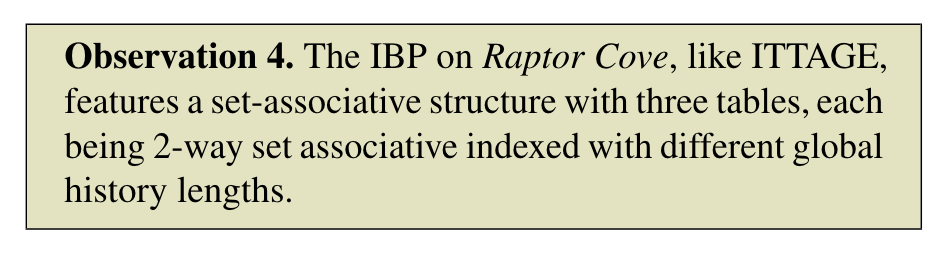 Observation 4. The IBP on Raptor Cove, like ITTAGE,
features a set-associative structure with three tables, each
being 2-way set associative indexed with different global
history lengths.